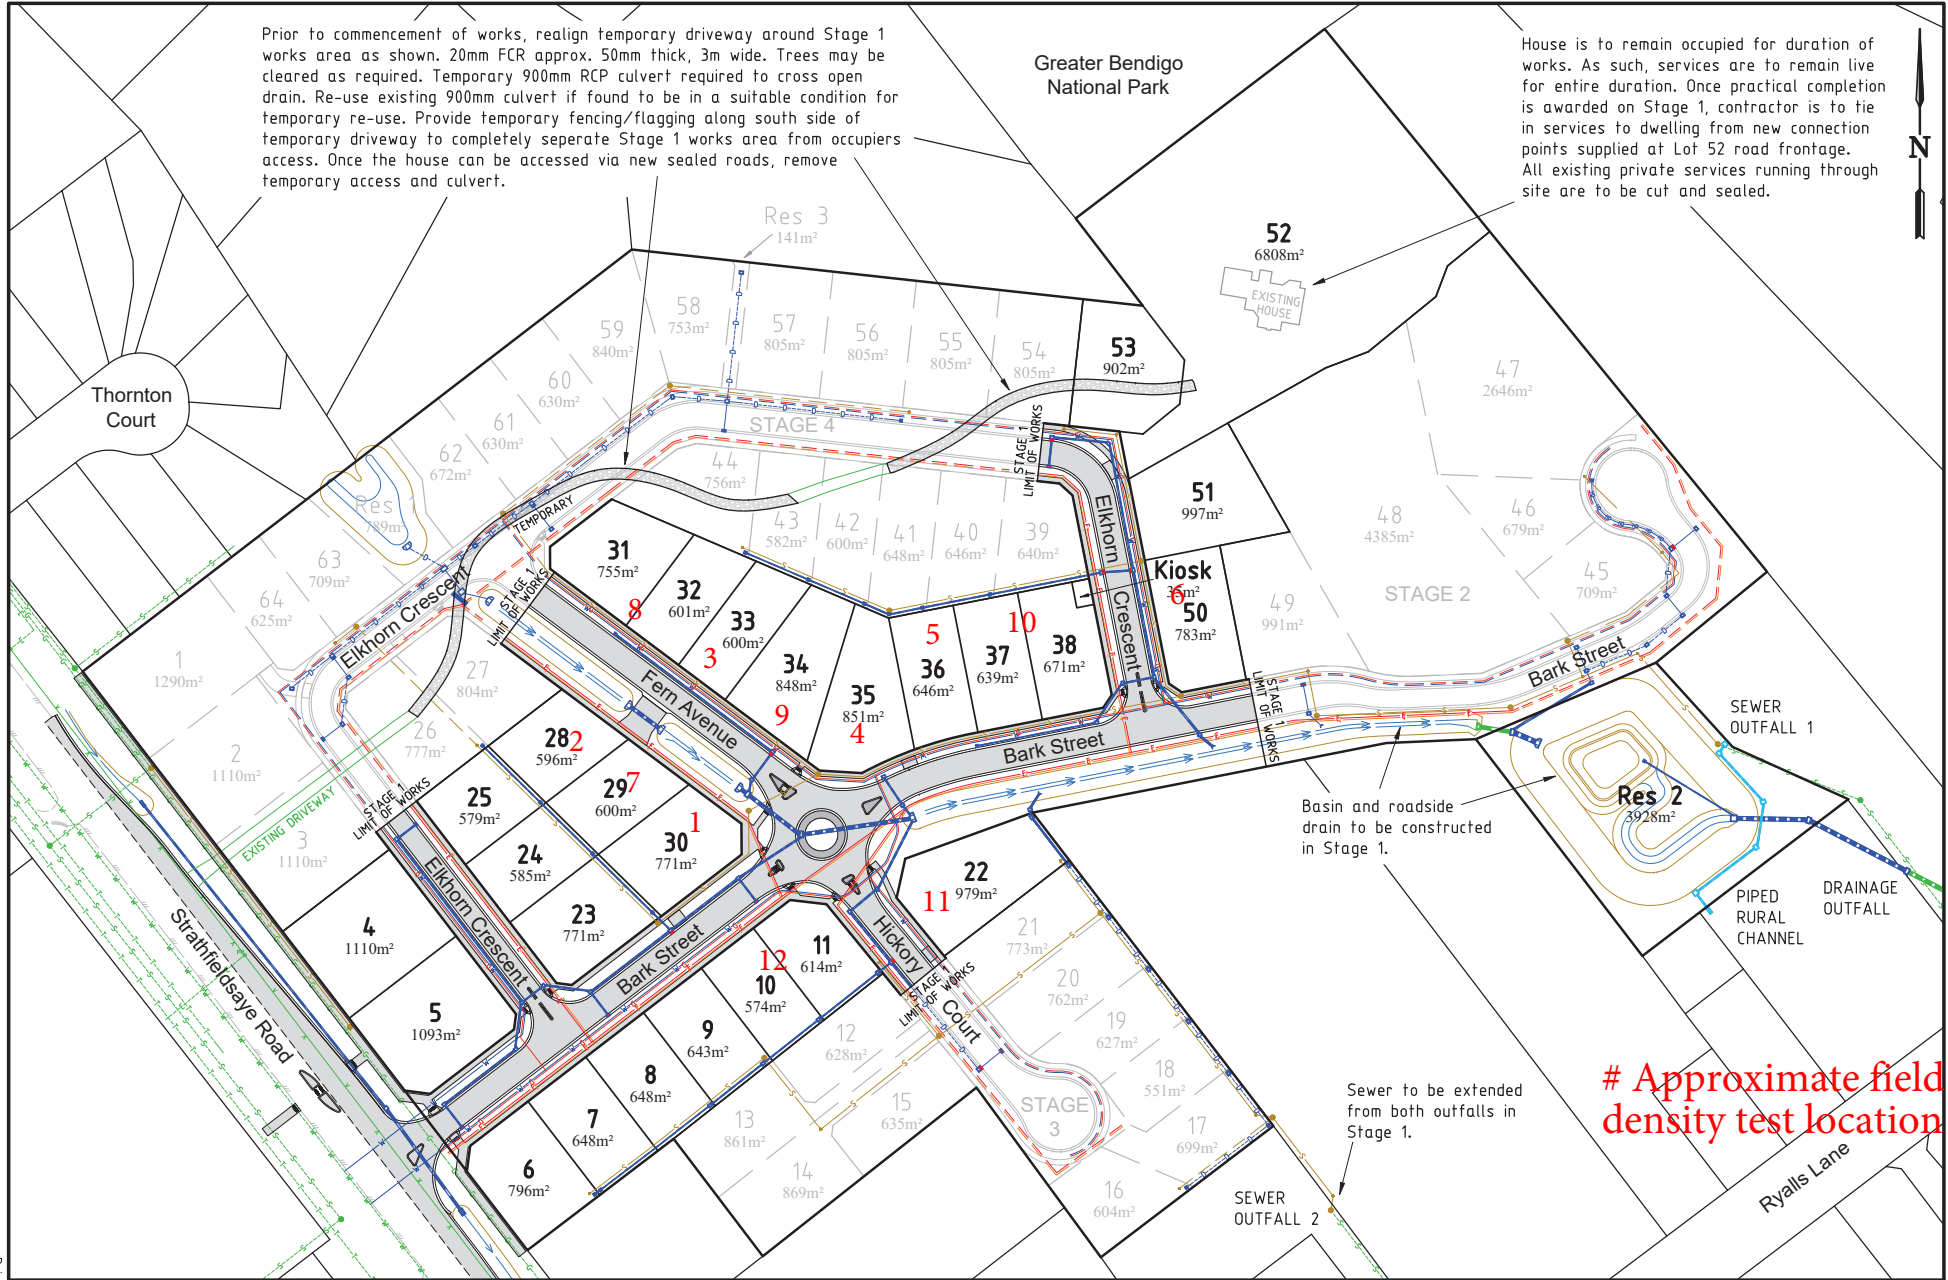 Prior to commencement of works, realign temporary driveway around Stage 1
works area as shown. 20mm FCR approx. 50mm thick, 3m wide. Trees may be
cleared as required. Temporary 900mm RCP culvert required to cross open
drain. Re-use existing 900mm culvert if found to be in a suitable condition for
temporary re-use. Provide temporary fencing/flagging along south side of
temporary driveway to completely seperate Stage 1 works area from occupiers
access. Once the house can be accessed via new sealed roads, remove
temporary access and culvert.
Greater Bendigo
National Park
House is to remain occupied for duration of
works. As such, services are to remain live
for entire duration. Once practical completion
is awarded on Stage 1, contractor is to tie
in services to dwelling from new connection
points supplied at Lot 52 road frontage.
All existing private services running through
site are to be cut and sealed.
N
Res 3
141m²
52
6808m²
EXISTING
HOUSE
58
753m²
59
840m²
57
805m²
56
805m²
55
805m²
54
805m²
53
902m²
60
630m²
61
630m²
62
672m²
47
2646m²
Thornton
Court
STAGE 4
STAGE 1
LIMIT OF WORKS
44
756m²
Res
789m²
TEMPORARY
43
582m²
42
600m²
41
648m²
40
646m²
39
640m²
Elkhorn
Crescent
51
997m²
48
4385m²
46
679m²
45
709m²
STAGE 2
63
709m²
64
625m²
Elkhorn Crescent
STAGE 1
LIMIT OF WORKS
31
755m²
32
601m²
8
33
600m²
3
34
848m²
9
35
851m²
4
5
36
646m²
10
37
639m²
38
671m²
Kiosk
6
50
783m²
49
991m²
1
1290m²
2
1110m²
3
1110m²
27
804m²
26
777m²
Fern Avenue
Bark Street
STAGE 1
LIMIT OF WORKS
Bark Street
SEWER
OUTFALL 1
28
2
596m²
29
7
600m²
1
30
771m²
25
579m²
24
585m²
23
771m²
EXISTING DRIVEWAY
STAGE 1
LIMIT OF WORKS
Basin and roadside
drain to be constructed
in Stage 1.
Res 2
3928m²
PIPED
RURAL
CHANNEL
DRAINAGE
OUTFALL
4
1110m²
5
1093m²
Elkhorn Crescent
Bark Street
Strathfieldsaye Road
22
979m²
11
Hickory
Court
STAGE 1
LIMIT OF WORKS
11
614m²
12
10
574m²
9
643m²
8
648m²
7
648m²
6
796m²
12
628m²
13
861m²
14
869m²
15
635m²
21
773m²
20
762m²
19
627m²
18
551m²
17
699m²
16
604m²
STAGE
3
Sewer to be extended
from both outfalls in
Stage 1.
SEWER
OUTFALL 2
# Approximate field
density test location
Ryalls Lane